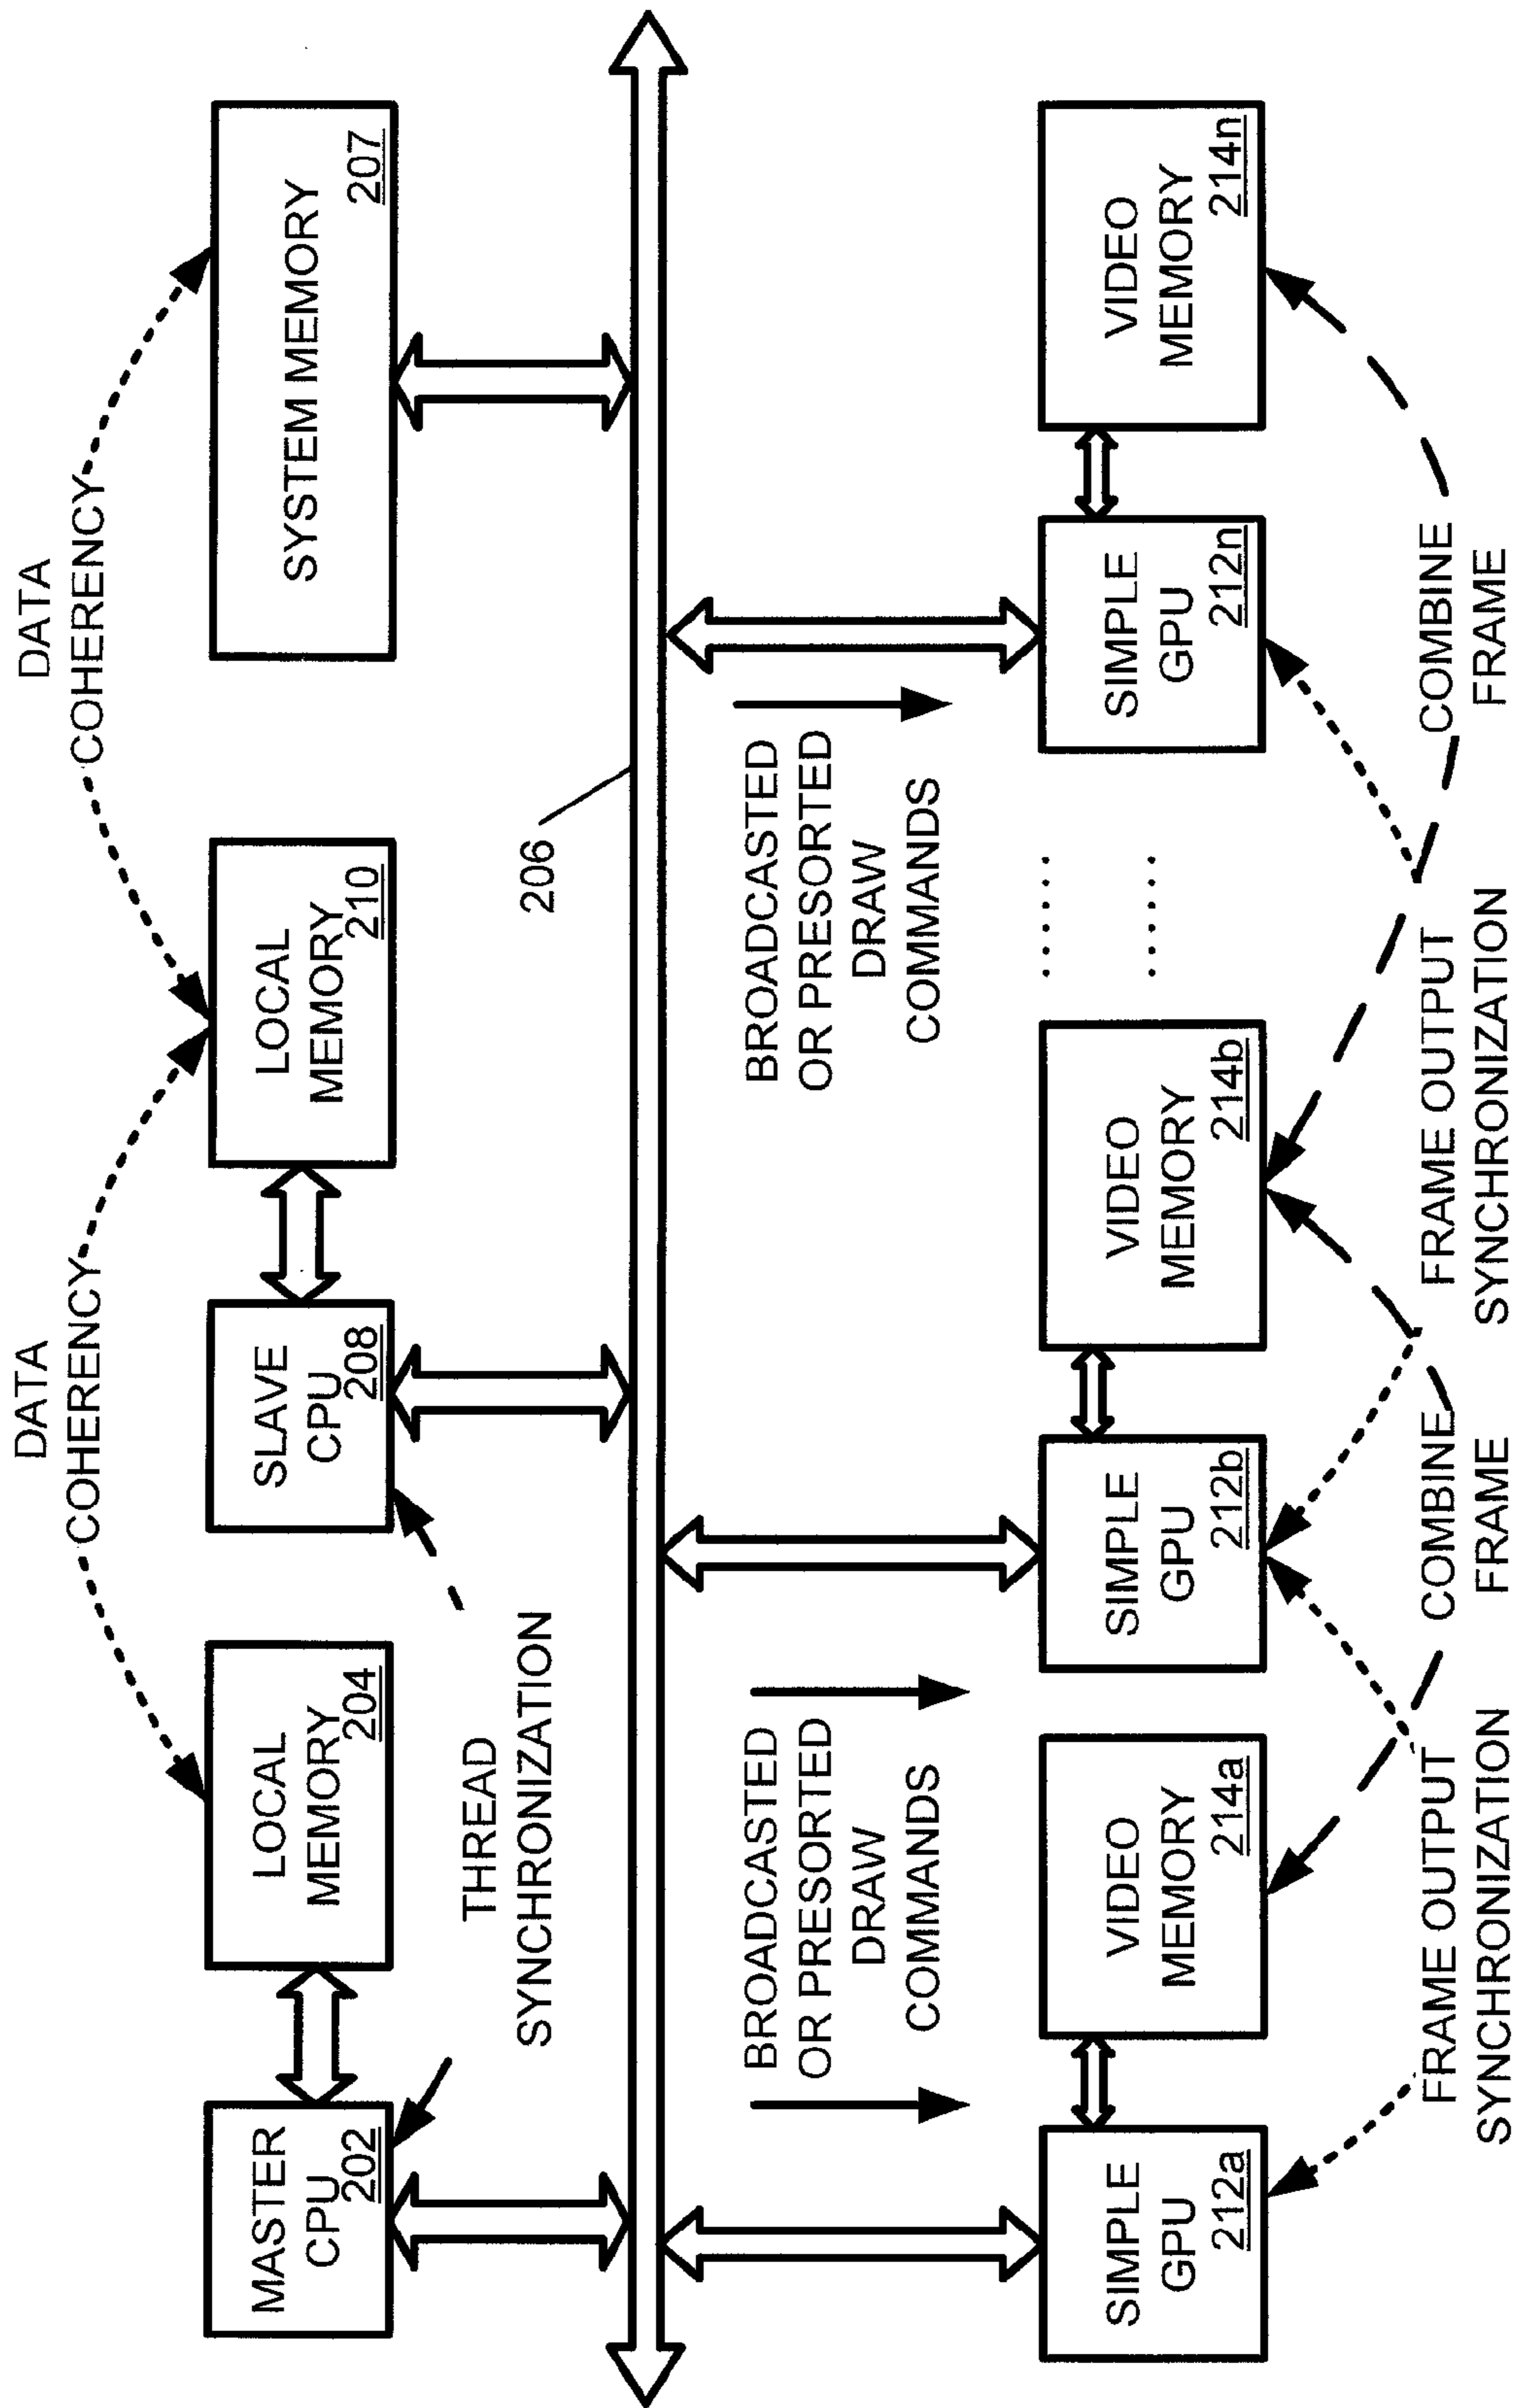 DATA
COHERENCY
DATA
COHERENCY
MASTER
CPU
202
LOCAL
MEMORY
204
SLAVE
CPU
208
LOCAL
MEMORY
210
SYSTEM MEMORY
207
THREAD
SYNCHRONIZATION
206
BROADCASTED
OR PRESORTED
DRAW
COMMANDS
BROADCASTED
OR PRESORTED
DRAW
COMMANDS
SIMPLE
GPU
212a
VIDEO
MEMORY
214a
SIMPLE
GPU
212b
VIDEO
MEMORY
214b
......
......
SIMPLE
GPU
212n
VIDEO
MEMORY
214n
FRAME OUTPUT
SYNCHRONIZATION
COMBINE
FRAME
FRAME OUTPUT
SYNCHRONIZATION
COMBINE
FRAME